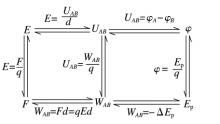 E = U_AB/d    U_AB = φ_A − φ_B
E    U_AB    φ
E = F/q    U_AB = W_AB/q    φ = E_p/q
F    W_AB    E_p
W_AB = Fd = qEd    W_AB = −ΔE_p